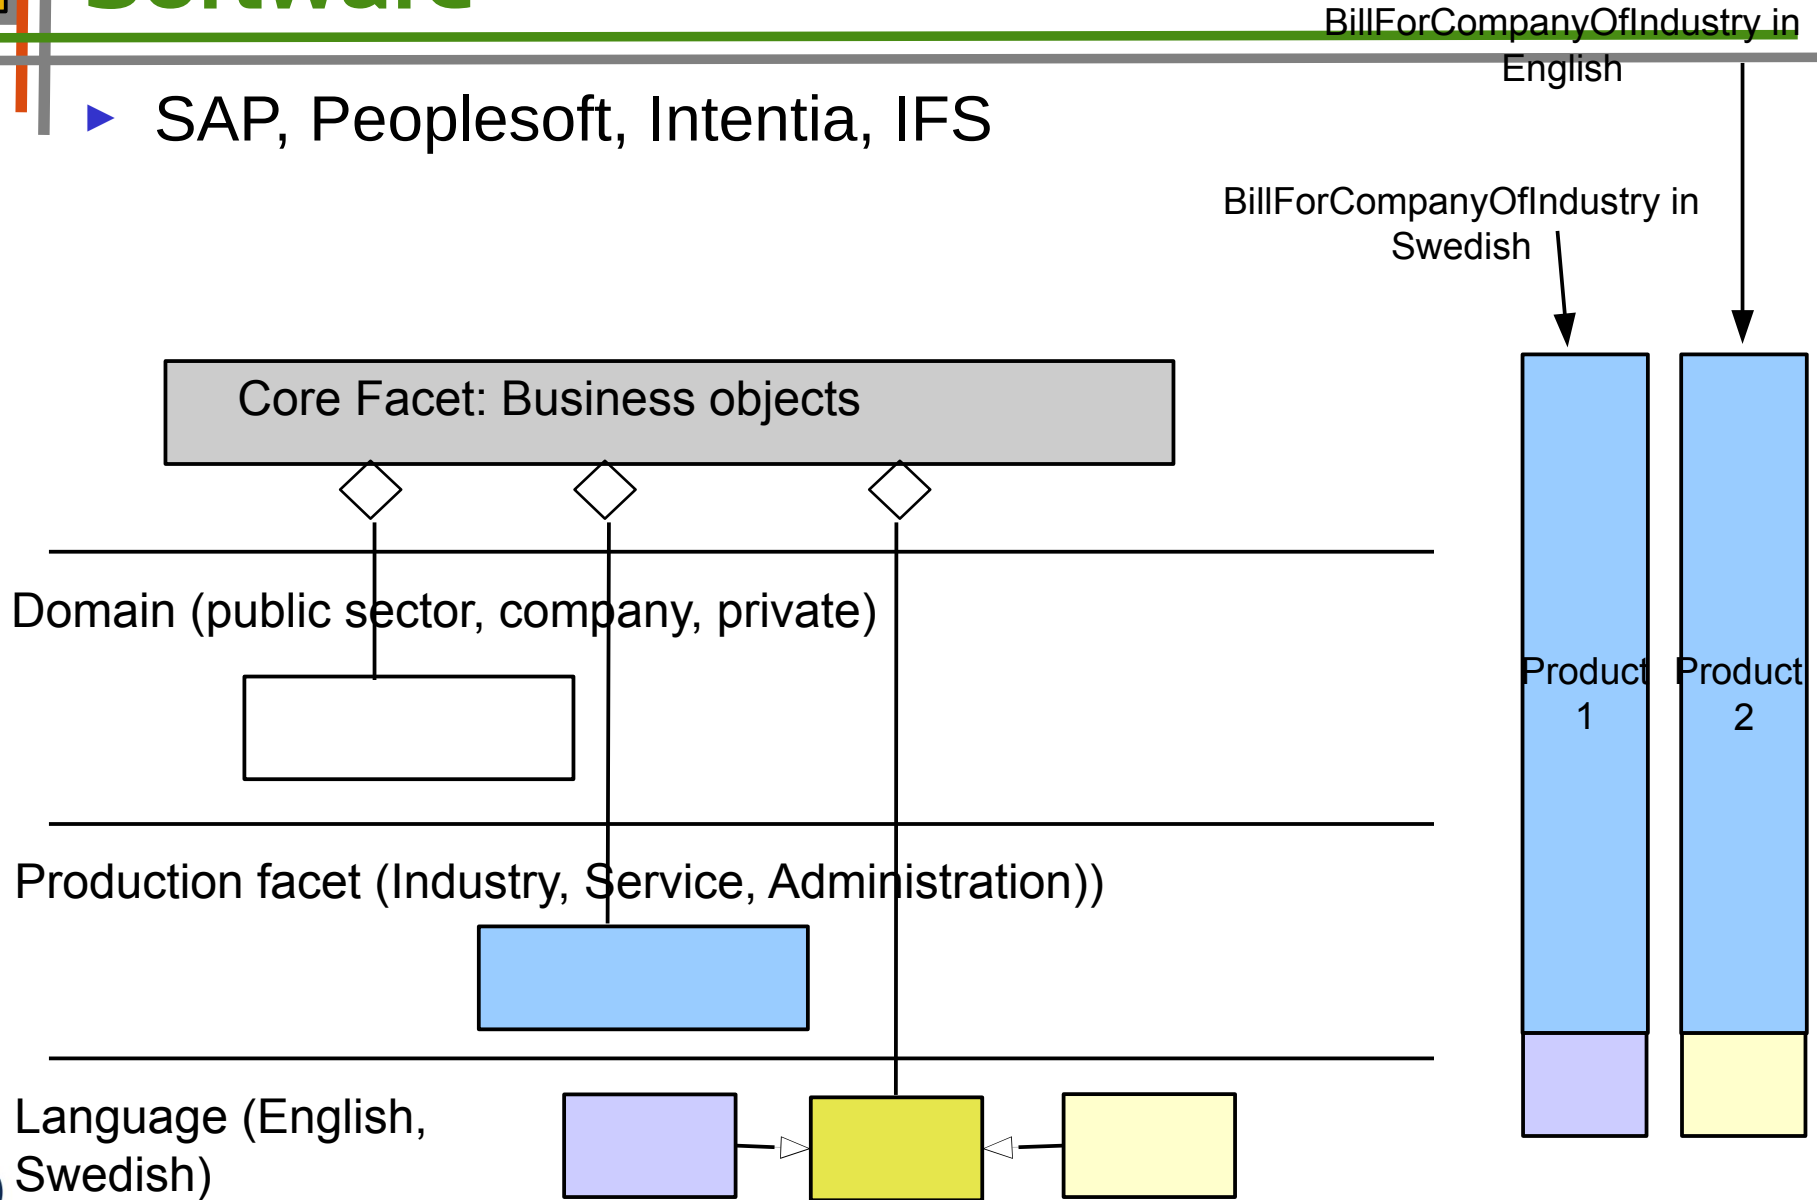 Software
BillForCompanyOfIndustry in
English
SAP, Peoplesoft, Intentia, IFS
BillForCompanyOfIndustry in
Swedish
Core Facet: Business objects
Domain (public sector, company, private)
Product
1
Product
2
Production facet (Industry, Service, Administration))
Language (English,
Swedish)